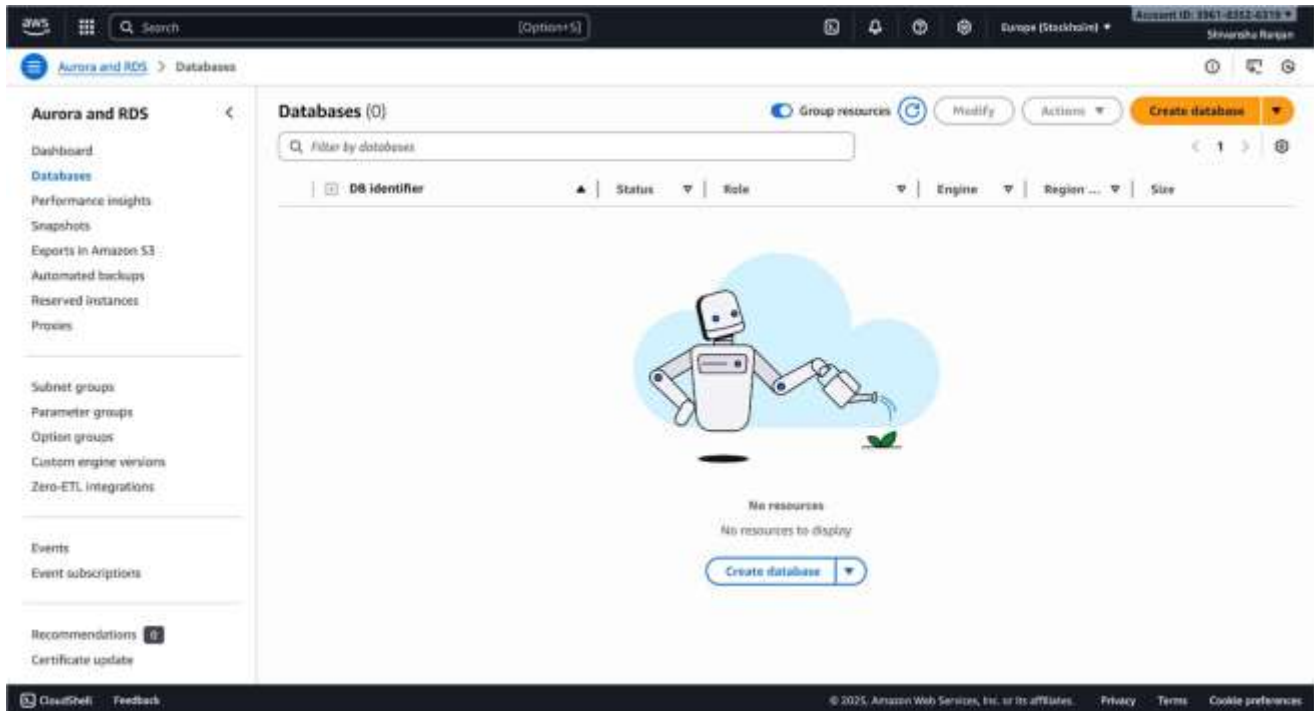 aws
Search [Option+S] Europe (Stockholm)
Shivanshu Ranjan
Aurora and RDS > Databases
Aurora and RDS
Dashboard
Databases
Performance insights
Snapshots
Exports in Amazon S3
Automated backups
Reserved instances
Proxies
Subnet groups
Parameter groups
Option groups
Custom engine versions
Zero-ETL integrations
Events
Event subscriptions
Recommendations 0
Certificate update
Databases (0)
Group resources Modify Actions Create database
Filter by databases
1
DB identifier Status Role Engine Region ... Size
No resources
No resources to display
Create database
CloudShell Feedback © 2025, Amazon Web Services, Inc. or its affiliates. Privacy Terms Cookie preferences